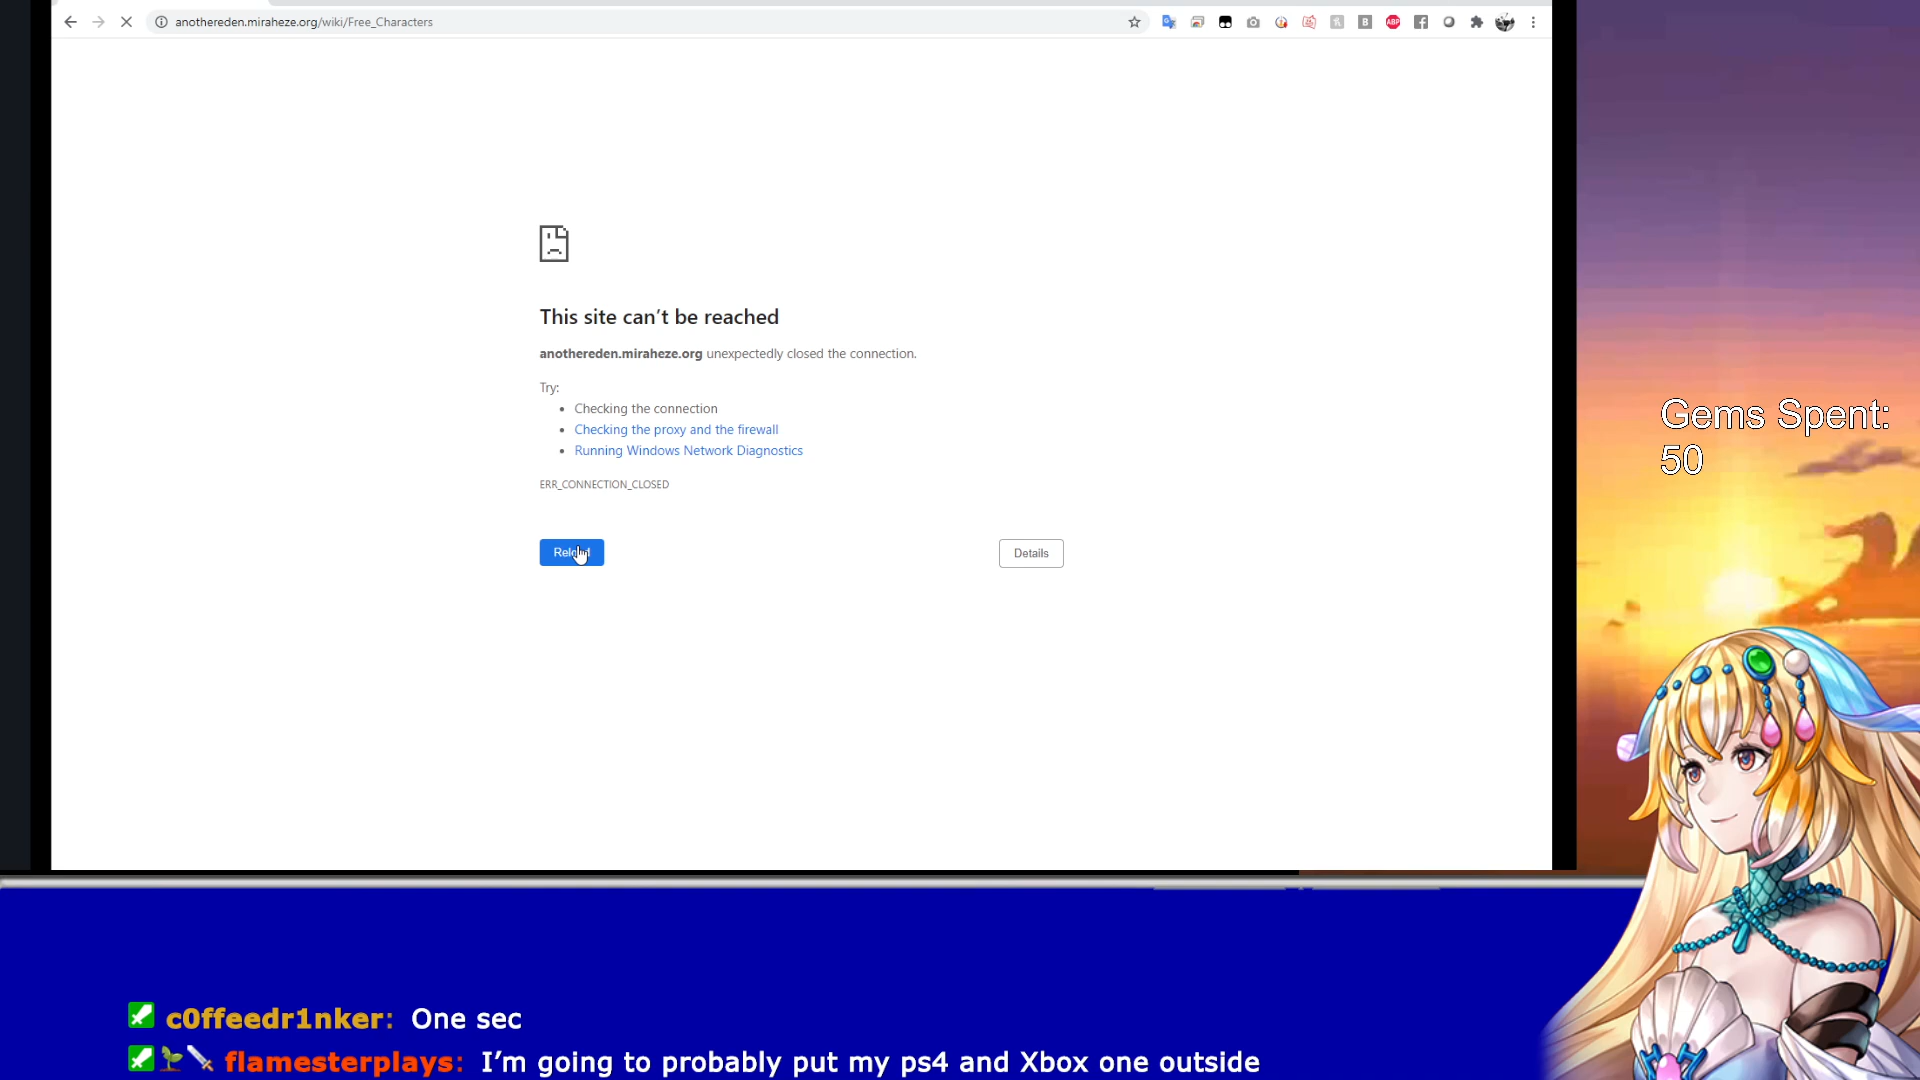 anothereden.miraheze.org/wiki/Free_Characters
B
ABP
This site can't be reached
anothereden.miraheze.org unexpectedly closed the connection.
Try:
• Checking the connection
• Checking the proxy and the firewall
• Running Windows Network Diagnostics
ERR_CONNECTION_CLOSED
Reload
Details
Gems Spent:
50
c0ffeedr1nker: One sec
flamesterplays: I'm going to probably put my ps4 and Xbox one outside